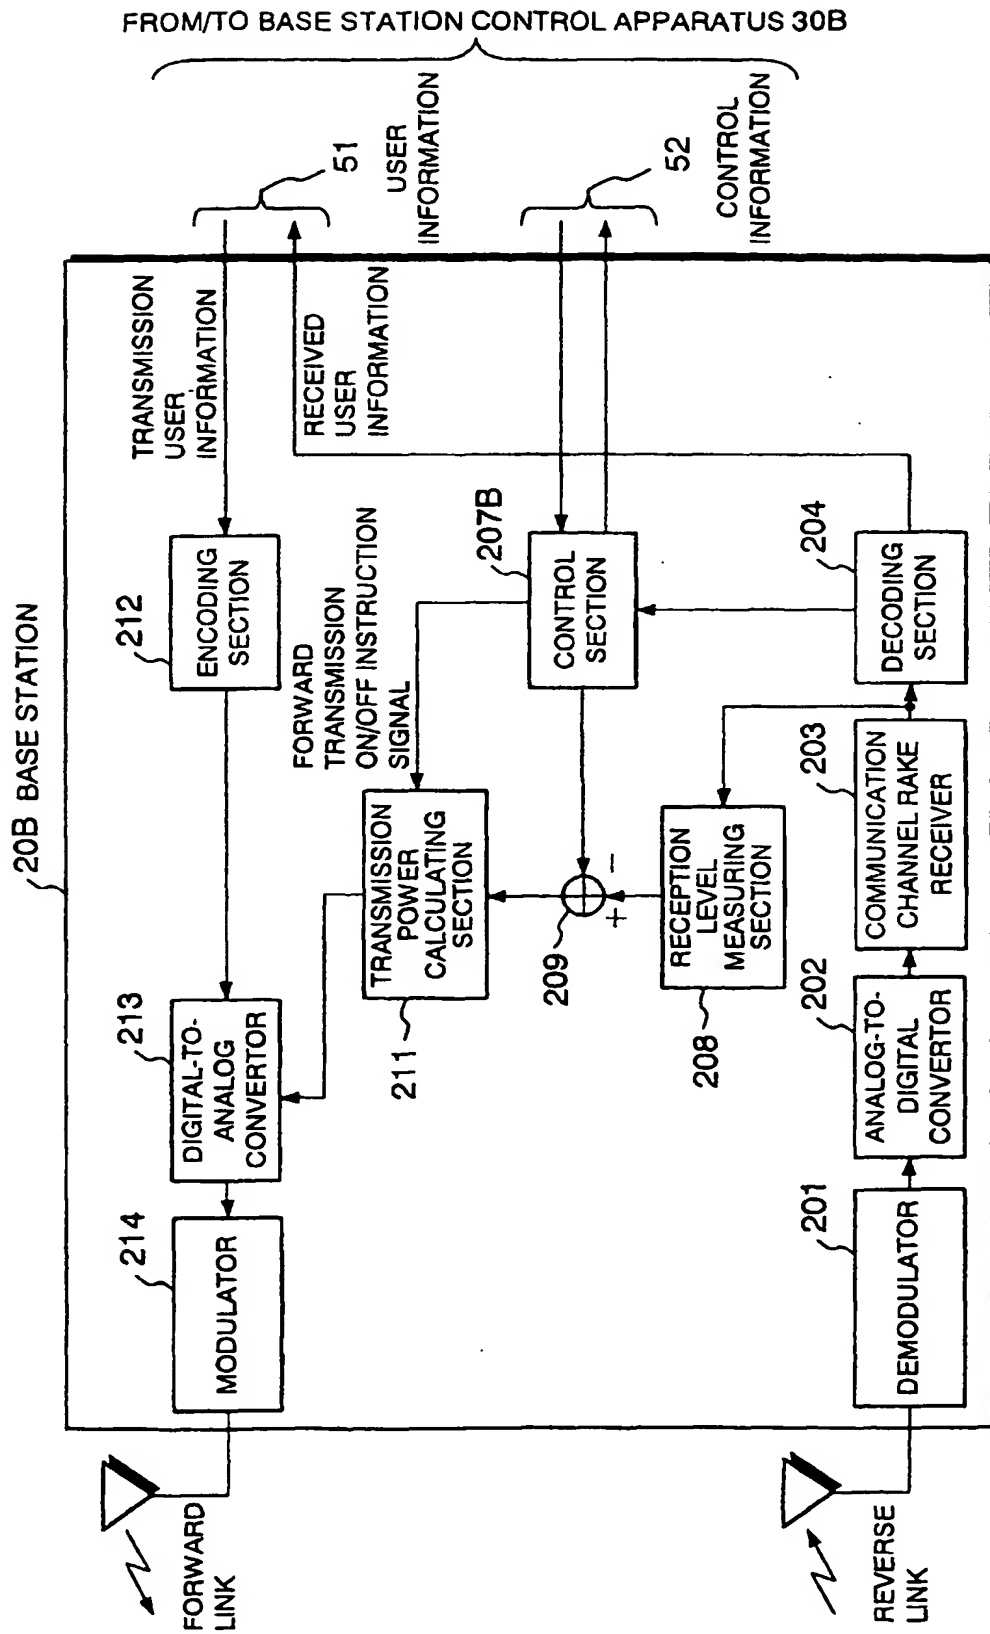 FROM/TO BASE STATION CONTROL APPARATUS 30B
20B BASE STATION
51
USER
INFORMATION
52
CONTROL
INFORMATION
TRANSMISSION
USER
INFORMATION
RECEIVED
USER
INFORMATION
212
ENCODING
SECTION
FORWARD
TRANSMISSION
ON/OFF INSTRUCTION
SIGNAL
207B
CONTROL
SECTION
204
DECODING
SECTION
213
DIGITAL-TO-
ANALOG
CONVERTOR
TRANSMISSION
POWER
CALCULATING
SECTION
211
209
+
-
RECEPTION
LEVEL
MEASURING
SECTION
208
203
COMMUNICATION
CHANNEL RAKE
RECEIVER
202
ANALOG-TO-
DIGITAL
CONVERTOR
214
MODULATOR
201
DEMODULATOR
FORWARD
LINK
REVERSE
LINK